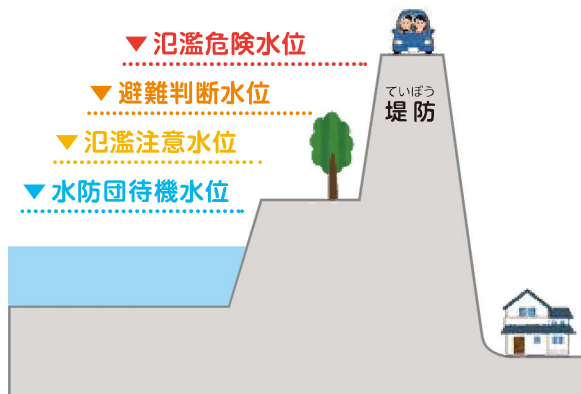 ▼氾濫危険水位
▼避難判断水位
ていぼう
堤防
▼氾濫注意水位
▼水防団待機水位